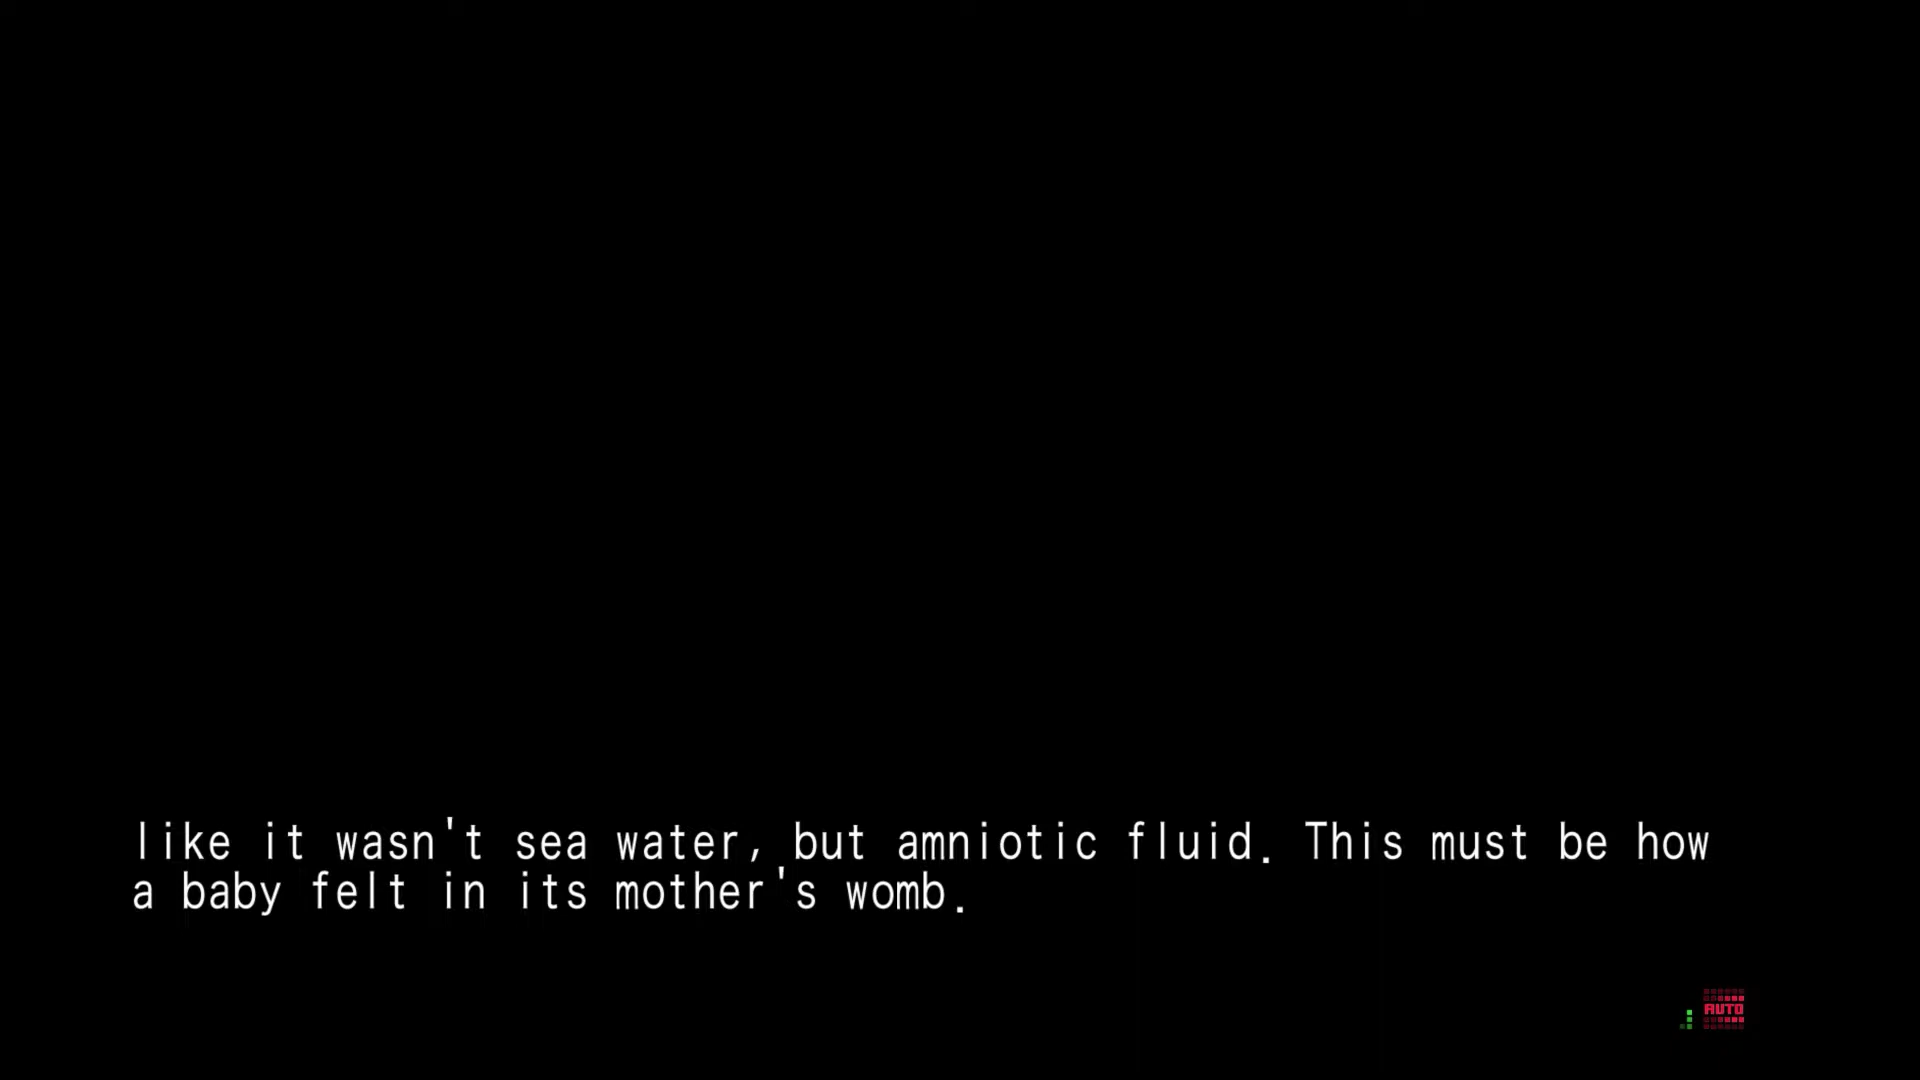 like it wasn't sea water, but amniotic fluid. This must be how
a baby felt in its mother's womb.
AUTO